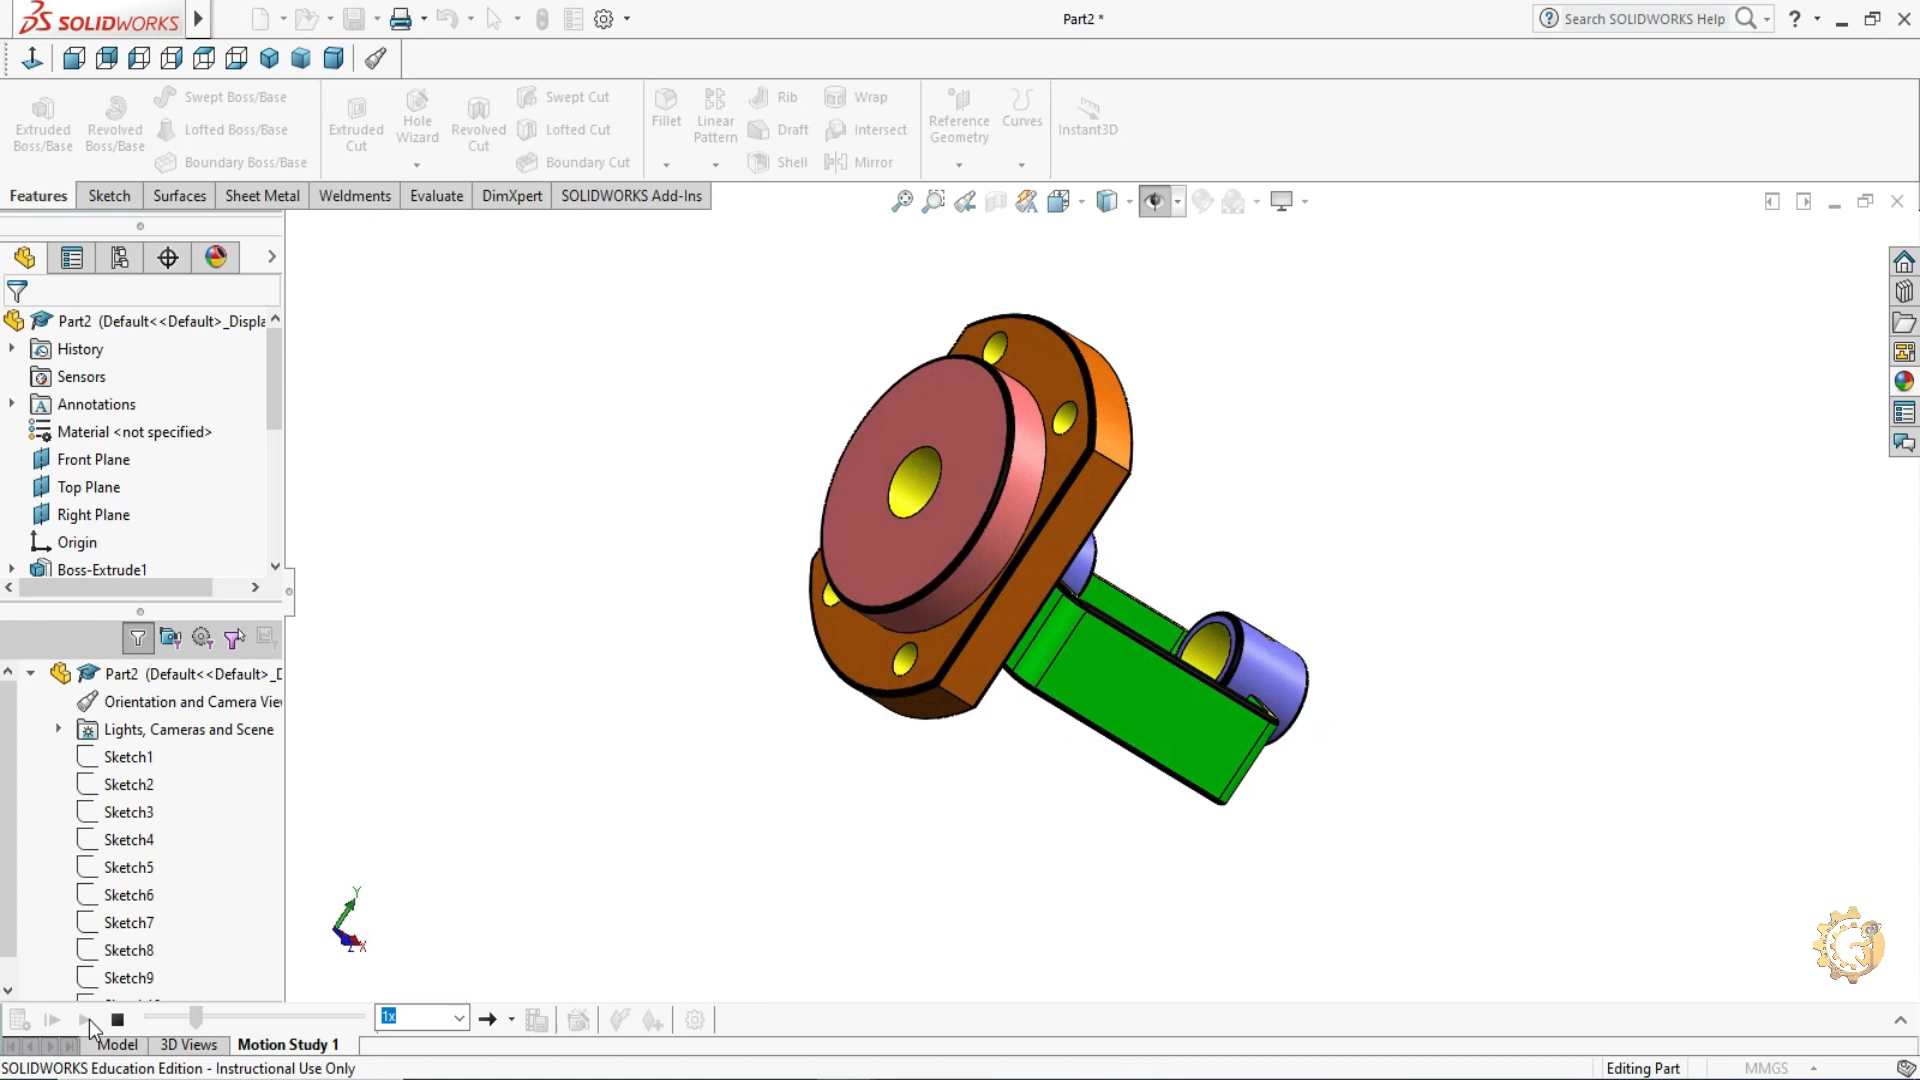 SOLIDWORKS
Part2 *
Search SOLIDWORKS Help
?
Extruded Boss/Base
Revolved Boss/Base
Swept Boss/Base
Lofted Boss/Base
Boundary Boss/Base
Extruded Cut
Hole Wizard
Revolved Cut
Swept Cut
Lofted Cut
Boundary Cut
Fillet
Linear Pattern
Rib
Draft
Shell
Wrap
Intersect
Mirror
Reference Geometry
Curves
Instant3D
Features
Sketch
Surfaces
Sheet Metal
Weldments
Evaluate
DimXpert
SOLIDWORKS Add-Ins
Part2 (Default<<Default>_Displa
History
Sensors
Annotations
Material <not specified>
Front Plane
Top Plane
Right Plane
Origin
Boss-Extrude1
Part2 (Default<<Default>_D
Orientation and Camera Vie
Lights, Cameras and Scene
Sketch1
Sketch2
Sketch3
Sketch4
Sketch5
Sketch6
Sketch7
Sketch8
Sketch9
Y
Z
X
1x
Model
3D Views
Motion Study 1
SOLIDWORKS Education Edition - Instructional Use Only
Editing Part
MMGS